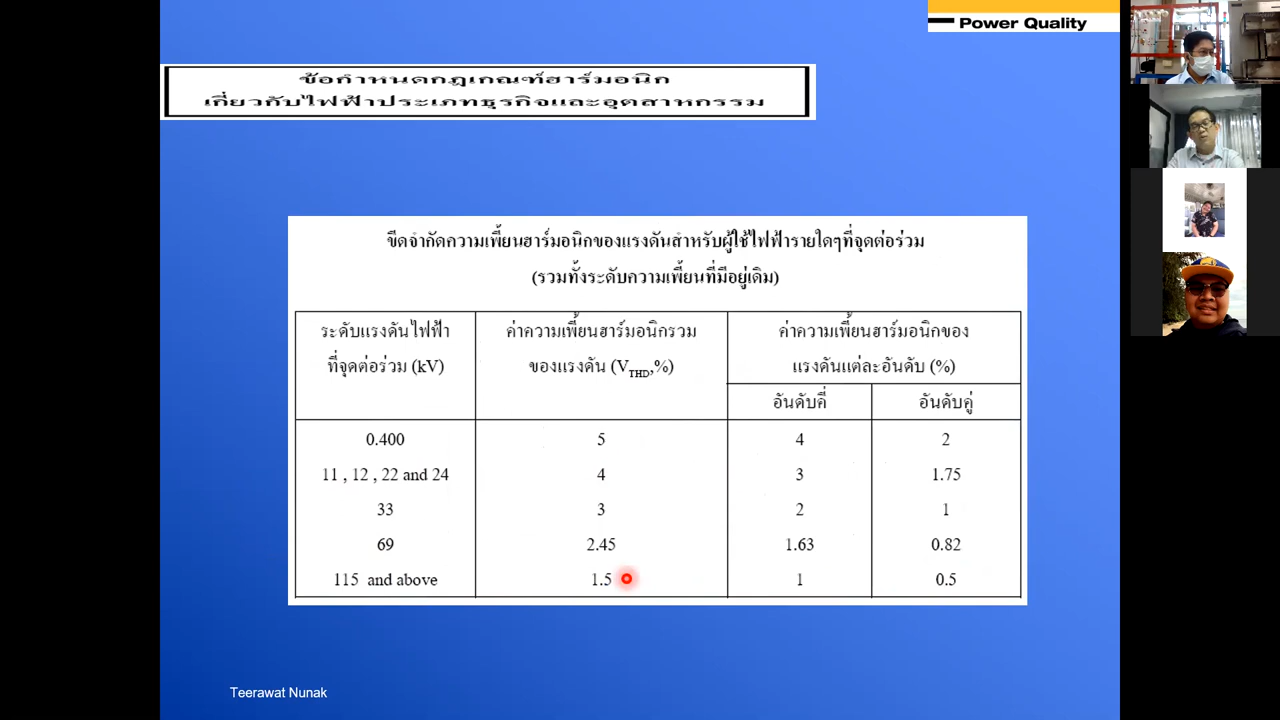 Power Quality
ข้อกำหนดกฎเกณฑ์ฮาร์มอนิก
เกี่ยวกับไฟฟ้าประเภทธุรกิจและอุตสาหกรรม
ขีดจำกัดความเพี้ยนฮาร์มอนิกของแรงดันสำหรับผู้ใช้ไฟฟ้ารายใดๆที่จุดต่อร่วม
(รวมทั้งระดับความเพี้ยนที่มีอยู่เดิม)
ระดับแรงดันไฟฟ้า ค่าความเพี้ยนฮาร์มอนิกรวม ค่าความเพี้ยนฮาร์มอนิกของ
ที่จุดต่อร่วม (kV) ของแรงดัน (VTHD,%) แรงดันแต่ละอันดับ (%)
อันดับคี่ อันดับคู่
0.400 5 4 2
11 , 12 , 22 and 24 4 3 1.75
33 3 2 1
69 2.45 1.63 0.82
115 and above 1.5 1 0.5
Teerawat Nunak